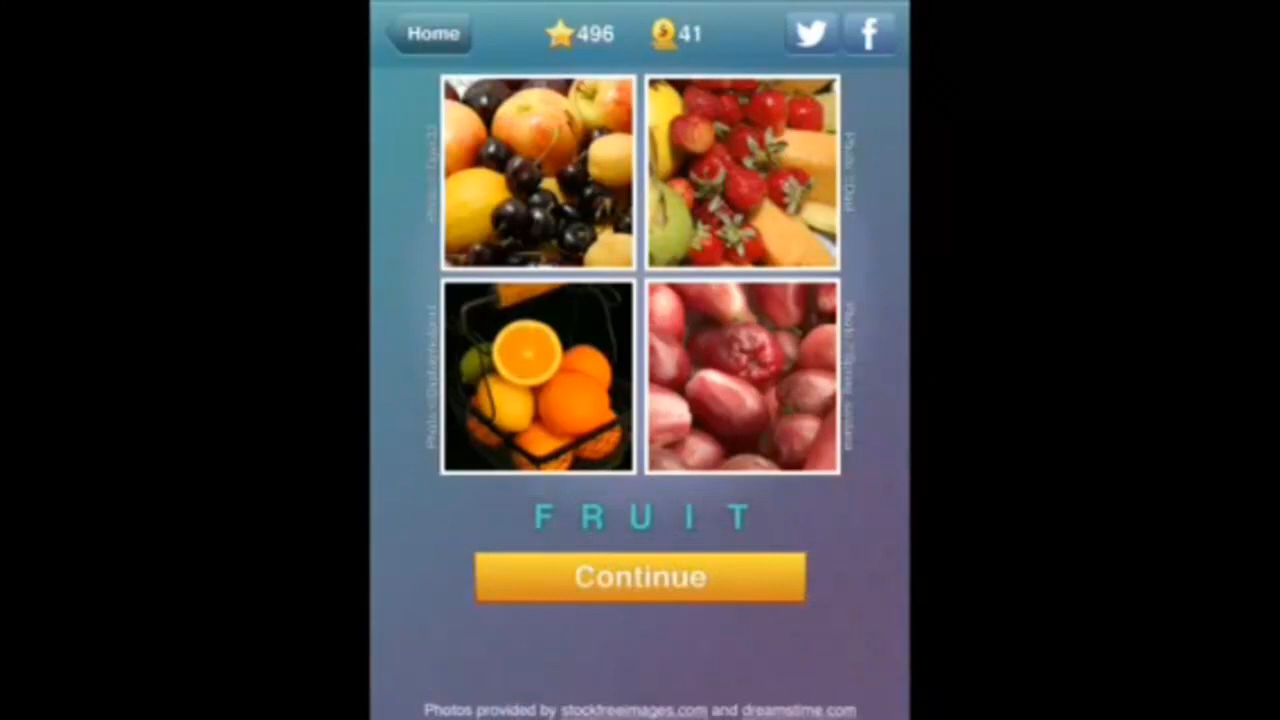 Home
496
41
F R U I T
Continue
Photos provided by stockfreeimages.com and dreamstime.com